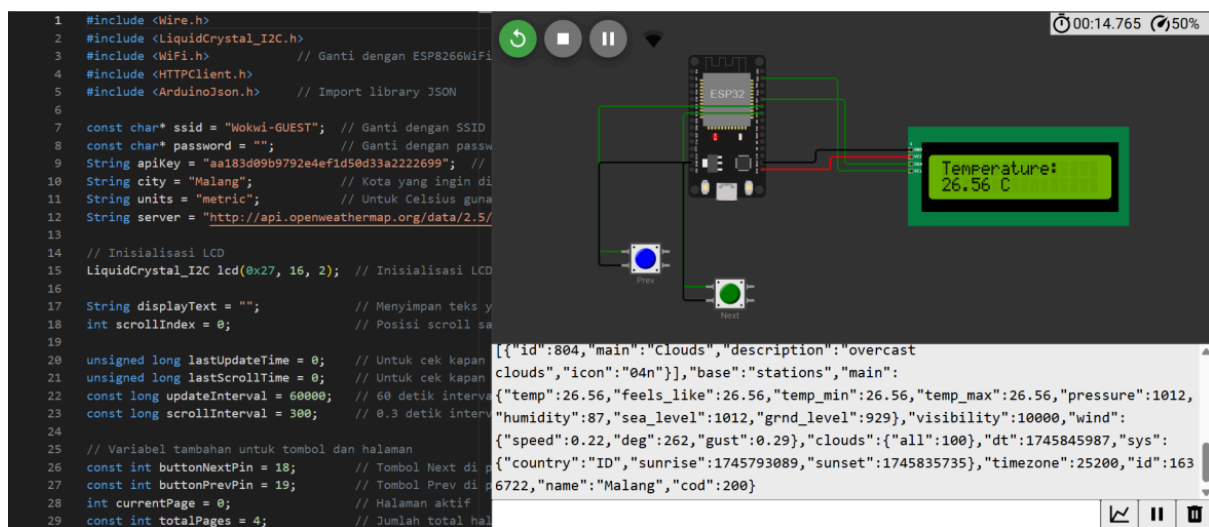 1 #include <Wire.h>
2 #include <LiquidCrystal_I2C.h>
3 #include <WiFi.h> // Ganti dengan ESP8266WiFi
4 #include <HTTPClient.h>
5 #include <ArduinoJson.h> // Import library JSON
6
7 const char* ssid = "Wokwi-GUEST"; // Ganti dengan SSID
8 const char* password = ""; // Ganti dengan passw
9 String apiKey = "aa183d09b9792e4ef1d50d33a2222699"; //
10 String city = "Malang"; // Kota yang ingin di
11 String units = "metric"; // Untuk Celsius guna
12 String server = "http://api.openweathermap.org/data/2.5/
13
14 // Inisialisasi LCD
15 LiquidCrystal_I2C lcd(0x27, 16, 2); // Inisialisasi LCD
16
17 String displayText = ""; // Menyimpan teks y
18 int scrollIndex = 0; // Posisi scroll sa
19
20 unsigned long lastUpdateTime = 0; // Untuk cek kapan
21 unsigned long lastScrollTime = 0; // Untuk cek kapan
22 const long updateInterval = 60000; // 60 detik interva
23 const long scrollInterval = 300; // 0.3 detik interv
24
25 // Variabel tambahan untuk tombol dan halaman
26 const int buttonNextPin = 18; // Tombol Next di p
27 const int buttonPrevPin = 19; // Tombol Prev di p
28 int currentPage = 0; // Halaman aktif
29 const int totalPages = 4; // Jumlah total hal
00:14.765 50%
ESP32
Temperature:
26.56 C
Prev
Next
[{"id":804,"main":"Clouds","description":"overcast
clouds","icon":"04n"}],"base":"stations","main":
{"temp":26.56,"feels_like":26.56,"temp_min":26.56,"temp_max":26.56,"pressure":1012,
"humidity":87,"sea_level":1012,"grnd_level":929},"visibility":10000,"wind":
{"speed":0.22,"deg":262,"gust":0.29},"clouds":{"all":100},"dt":1745845987,"sys":
{"country":"ID","sunrise":1745793089,"sunset":1745835735},"timezone":25200,"id":163
6722,"name":"Malang","cod":200}